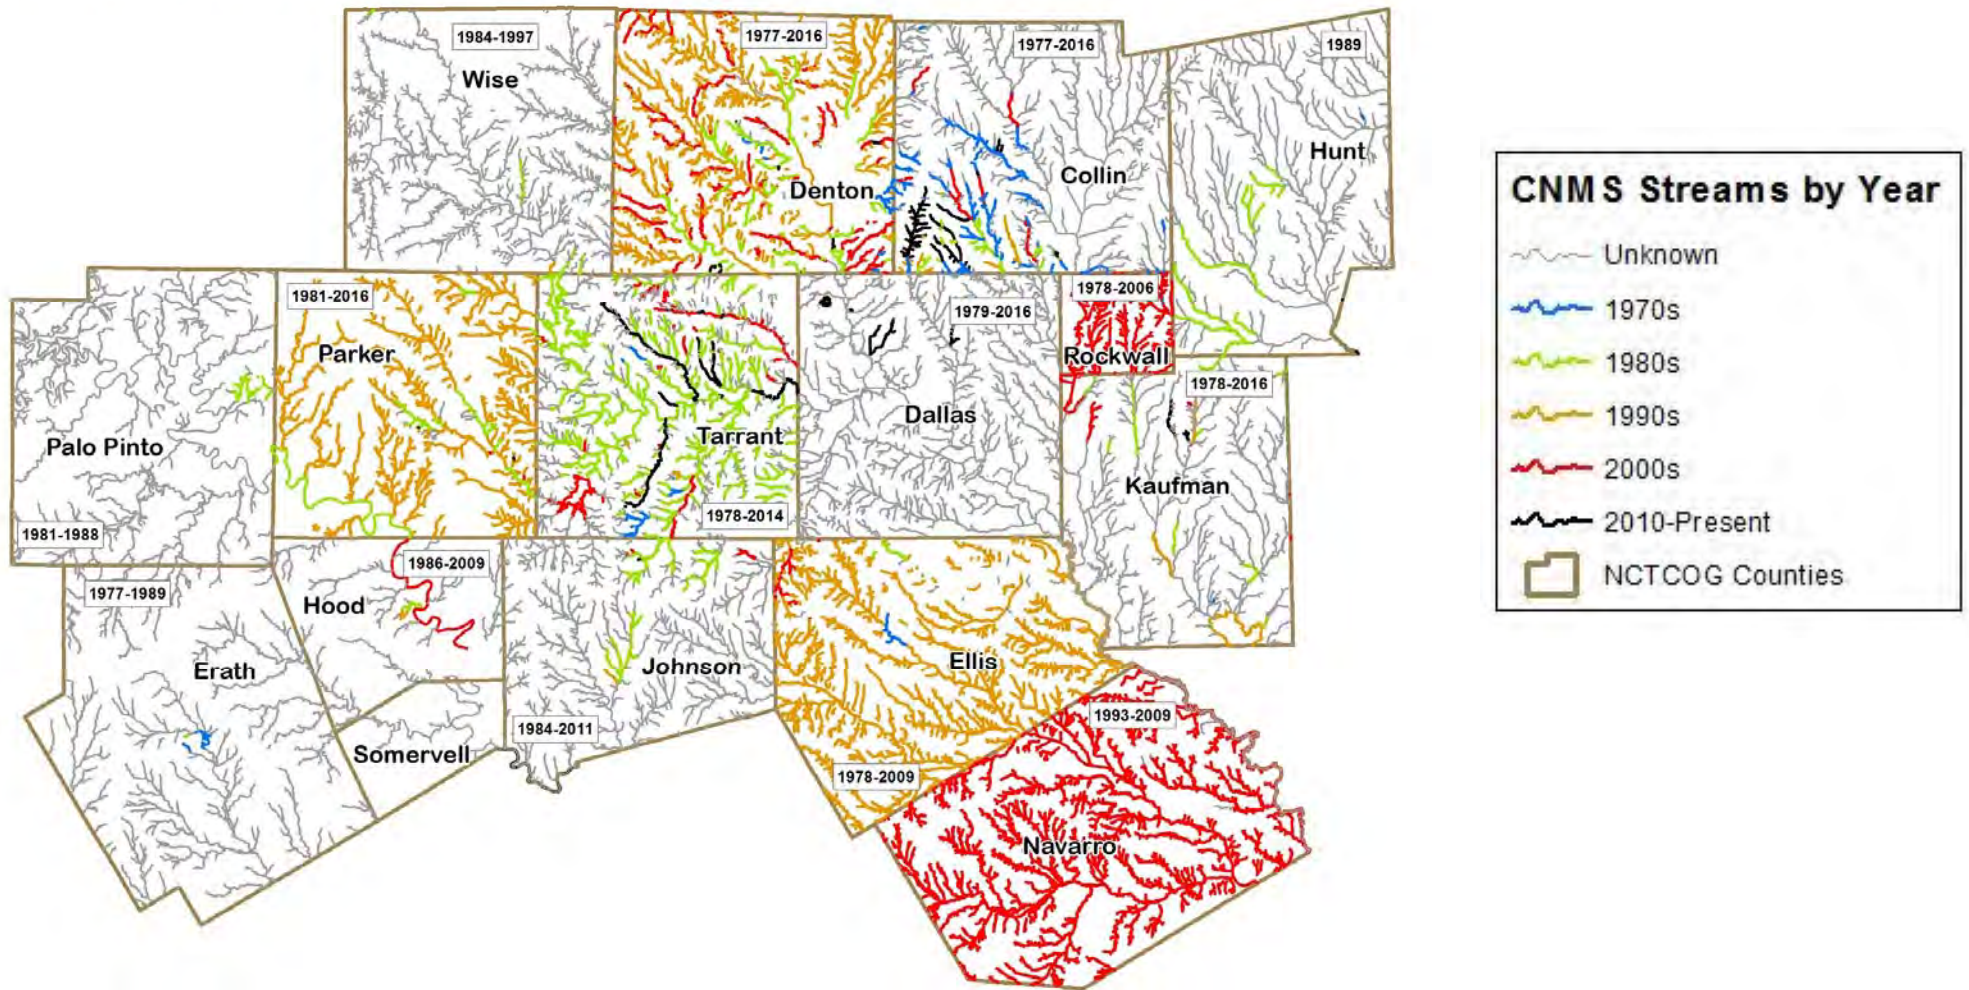 1984-1997
1977-2016
1977-2016
1989
Wise
Hunt
Collin
Denton
CNMS Streams by Year
Unknown
1970s
1980s
1990s
2000s
2010-Present
NCTCOG Counties
1981-2016
1978-2006
1979-2016
Parker
Rockwall
1978-2016
Dallas
Tarrant
Palo Pinto
Kaufman
1978-2014
1981-1988
1986-2009
1977-1989
Hood
Erath
Johnson
Ellis
1993-2009
1984-2011
Somervell
1978-2009
Navarro